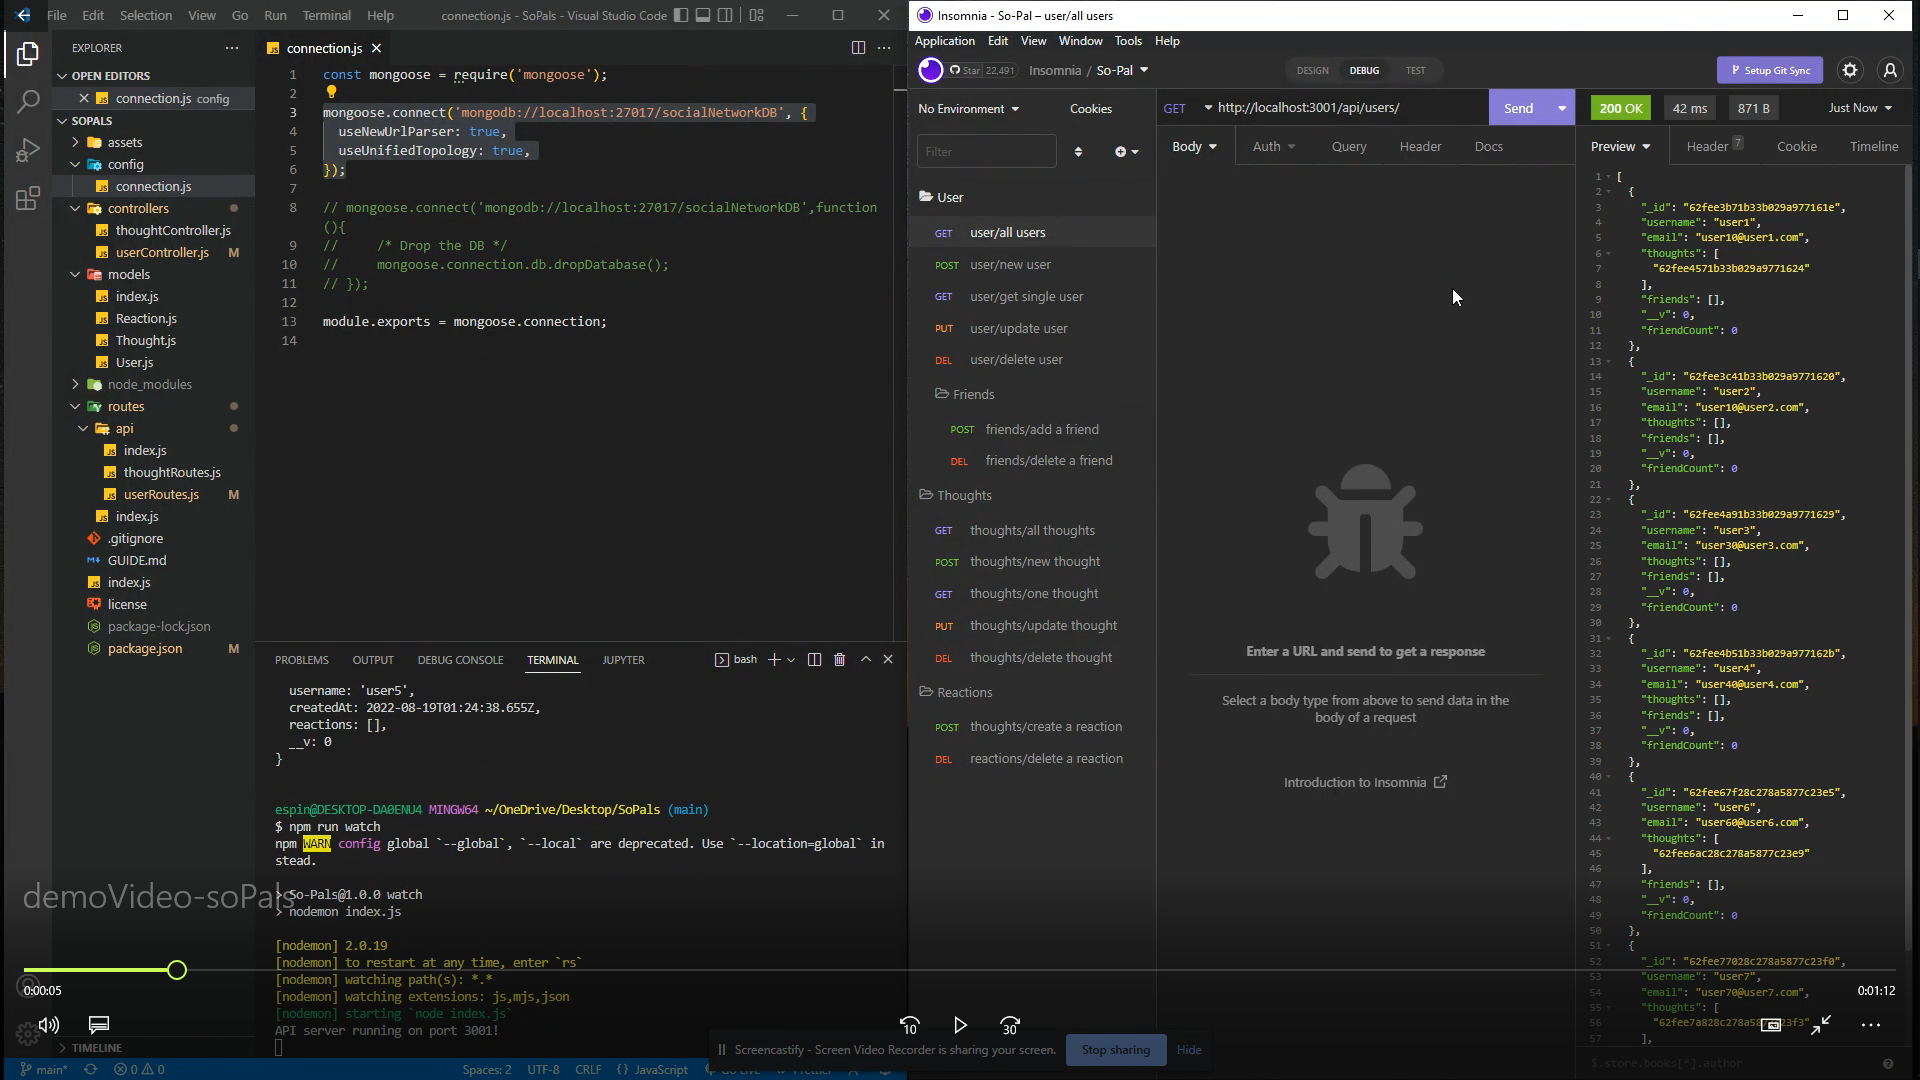 File Edit Selection View Go Run Terminal Help
connection.js - SoPals - Visual Studio Code
EXPLORER
OPEN EDITORS
connection.js config
SOPALS
assets
config
connection.js
controllers
thoughtController.js
userController.js M
models
index.js
Reaction.js
Thought.js
User.js
node_modules
routes
api
index.js
thoughtRoutes.js
userRoutes.js M
index.js
.gitignore
GUIDE.md
index.js
license
package-lock.json
package.json M
TIMELINE
connection.js
1 const mongoose = require('mongoose');
2
3 mongoose.connect('mongodb://localhost:27017/socialNetworkDB', {
4 useNewUrlParser: true,
5 useUnifiedTopology: true,
6 });
7
8 // mongoose.connect('mongodb://localhost:27017/socialNetworkDB',function
(){
9 // /* Drop the DB */
10 // mongoose.connection.db.dropDatabase();
11 // });
12
13 module.exports = mongoose.connection;
14
PROBLEMS OUTPUT DEBUG CONSOLE TERMINAL JUPYTER
bash
username: 'user5',
createdAt: 2022-08-19T01:24:38.655Z,
reactions: [],
__v: 0
}
espin@DESKTOP-DA0ENU4 MINGW64 ~/OneDrive/Desktop/SoPals (main)
$ npm run watch
npm WARN config global `--global`, `--local` are deprecated. Use `--location=global` in
stead.
> So-Pals@1.0.0 watch
> nodemon index.js
[nodemon] 2.0.19
[nodemon] to restart at any time, enter `rs`
[nodemon] watching path(s): *.*
[nodemon] watching extensions: js,mjs,json
[nodemon] starting `node index.js`
API server running on port 3001!
demoVideo-soPals
0:00:05
0:01:12
10
30
main* 0 0
Spaces: 2 UTF-8 CRLF {} JavaScript Go Live Prettier
Screencastify - Screen Video Recorder is sharing your screen.
Stop sharing
Hide
Insomnia - So-Pal – user/all users
Application Edit View Window Tools Help
Star 22,491
Insomnia / So-Pal
DESIGN DEBUG TEST
Setup Git Sync
No Environment Cookies
Filter
User
GET user/all users
POST user/new user
GET user/get single user
PUT user/update user
DEL user/delete user
Friends
POST friends/add a friend
DEL friends/delete a friend
Thoughts
GET thoughts/all thoughts
POST thoughts/new thought
GET thoughts/one thought
PUT thoughts/update thought
DEL thoughts/delete thought
Reactions
POST thoughts/create a reaction
DEL reactions/delete a reaction
GET http://localhost:3001/api/users/ Send
Body Auth Query Header Docs
Enter a URL and send to get a response
Select a body type from above to send data in the
body of a request
Introduction to Insomnia
200 OK 42 ms 871 B Just Now
Preview Header 7 Cookie Timeline
1 [
2 {
3 "_id": "62fee3b71b33b029a977161e",
4 "username": "user1",
5 "email": "user10@user1.com",
6 "thoughts": [
7 "62fee4571b33b029a9771624"
8 ],
9 "friends": [],
10 "__v": 0,
11 "friendCount": 0
12 },
13 {
14 "_id": "62fee3c41b33b029a9771620",
15 "username": "user2",
16 "email": "user10@user2.com",
17 "thoughts": [],
18 "friends": [],
19 "__v": 0,
20 "friendCount": 0
21 },
22 {
23 "_id": "62fee4a91b33b029a9771629",
24 "username": "user3",
25 "email": "user30@user3.com",
26 "thoughts": [],
27 "friends": [],
28 "__v": 0,
29 "friendCount": 0
30 },
31 {
32 "_id": "62fee4b51b33b029a977162b",
33 "username": "user4",
34 "email": "user40@user4.com",
35 "thoughts": [],
36 "friends": [],
37 "__v": 0,
38 "friendCount": 0
39 },
40 {
41 "_id": "62fee67f28c278a5877c23e5",
42 "username": "user6",
43 "email": "user60@user6.com",
44 "thoughts": [
45 "62fee6ac28c278a5877c23e9"
46 ],
47 "friends": [],
48 "__v": 0,
49 "friendCount": 0
50 },
51 {
52 "_id": "62fee77028c278a5877c23f0",
53 "username": "user7",
54 "email": "user70@user7.com",
55 "thoughts": [
56 "62fee7a828c278a5877c23f3"
57 ],
$.store.books[*].author